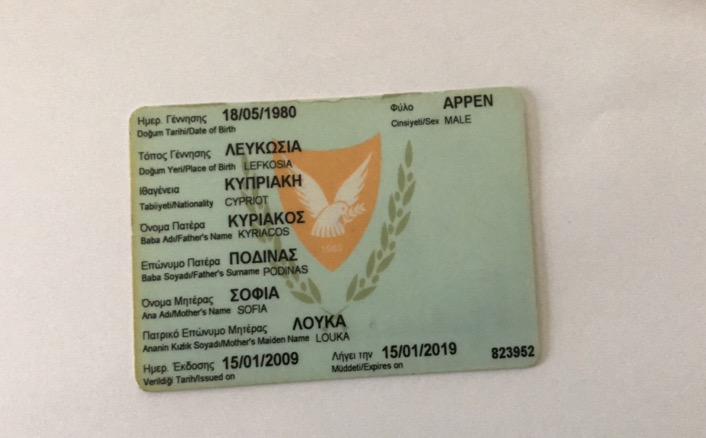 Ημερ. Γέννησης 18/05/1980 Φύλο ΑΡΡΕΝ
Doğum Tarihi/Date of Birth Cinsiyeti/Sex MALE
Τόπος Γέννησης ΛΕΥΚΩΣΙΑ
Doğum Yeri/Place of Birth LEFKOSIA
Ιθαγένεια ΚΥΠΡΙΑΚΗ
Tabiiyeti/Nationality CYPRIOT
Όνομα Πατέρα ΚΥΡΙΑΚΟΣ
Baba Adı/Father's Name KYRIACOS
1960
Επώνυμο Πατέρα ΠΟΔΙΝΑΣ
Baba Soyadı/Father's Surname PODINAS
Όνομα Μητέρας ΣΟΦΙΑ
Ana Adı/Mother's Name SOFIA
Πατρικό Επώνυμο Μητέρας ΛΟΥΚΑ
Ananin Kızlık Soyadı/Mother's Maiden Name LOUKA
Ημερ. Έκδοσης 15/01/2009 Λήγει την 15/01/2019 823952
Verildiği Tarih/Issued on Müddeti/Expires on